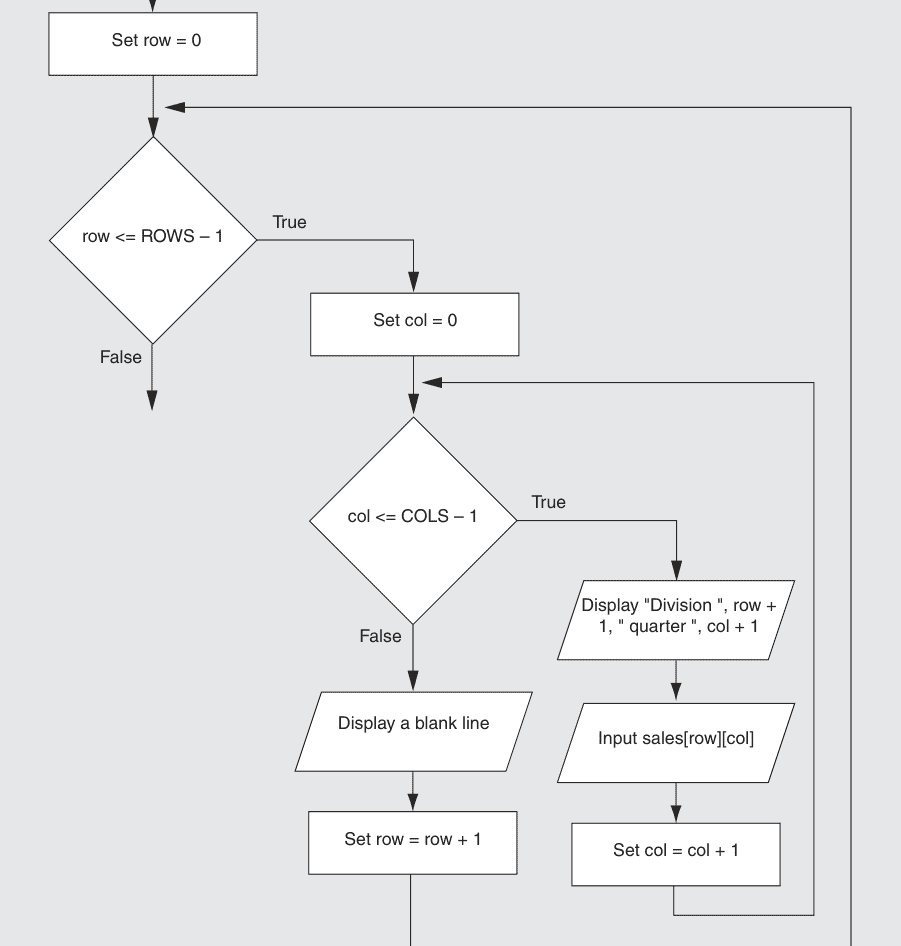 Set row = 0
row <= ROWS – 1
True
False
Set col = 0
col <= COLS – 1
True
False
Display "Division ", row +
1, " quarter ", col + 1
Input sales[row][col]
Set col = col + 1
Display a blank line
Set row = row + 1